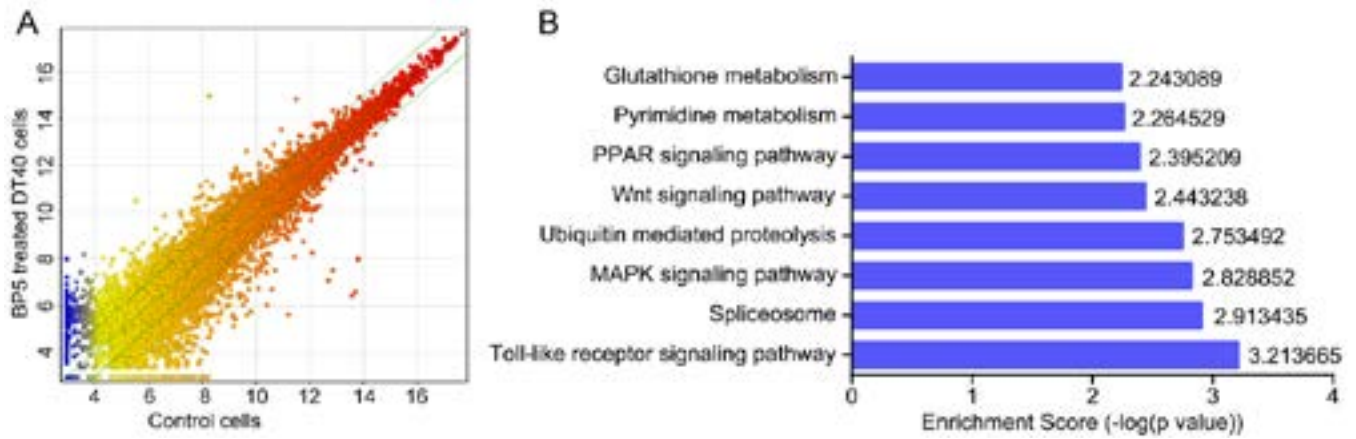 A
BP5 treated DT40 cells
16
14
12
10
8
6
4
4 6 8 10 12 14 16
Control cells
B
Glutathione metabolism 2.243089
Pyrimidine metabolism 2.264529
PPAR signaling pathway 2.395209
Wnt signaling pathway 2.443238
Ubiquitin mediated proteolysis 2.753492
MAPK signaling pathway 2.828852
Spliceosome 2.913435
Toll-like receptor signaling pathway 3.213665
0 1 2 3 4
Enrichment Score (-log(p value))